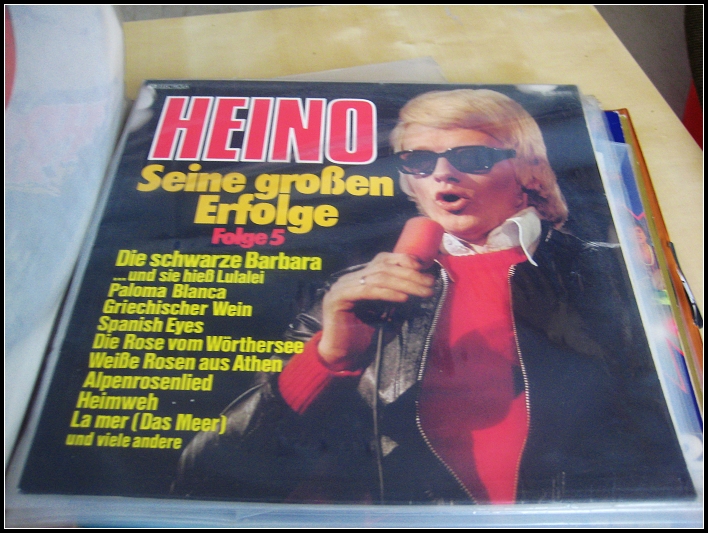 HEINO
Seine großen
Erfolge
Folge 5
Die schwarze Barbara
...und sie hieß Lulalei
Paloma Blanca
Griechischer Wein
Spanish Eyes
Die Rose vom Wörthersee
Weiße Rosen aus Athen
Alpenrosenlied
Heimweh
La mer (Das Meer)
und viele andere